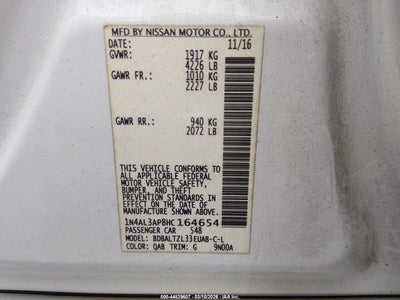 MFD BY NISSAN MOTOR CO., LTD.
DATE: 11/16
GVWR: 1917 KG
4226 LB
GAWR FR.: 1010 KG
2227 LB
GAWR RR.: 940 KG
2072 LB
THIS VEHICLE CONFORMS TO
ALL APPLICABLE FEDERAL
MOTOR VEHICLE SAFETY,
BUMPER, AND THEFT
PREVENTION STANDARDS
IN EFFECT ON THE DATE OF
MANUFACTURE SHOWN ABOVE.
1N4AL3AP8HC164654
PASSENGER CAR 548
MODEL: BDBALTZL33EUAB-C-L
COLOR: QAB TRIM: G 9N00A
000-44529607 - 03/10/2026 - IAA Inc.